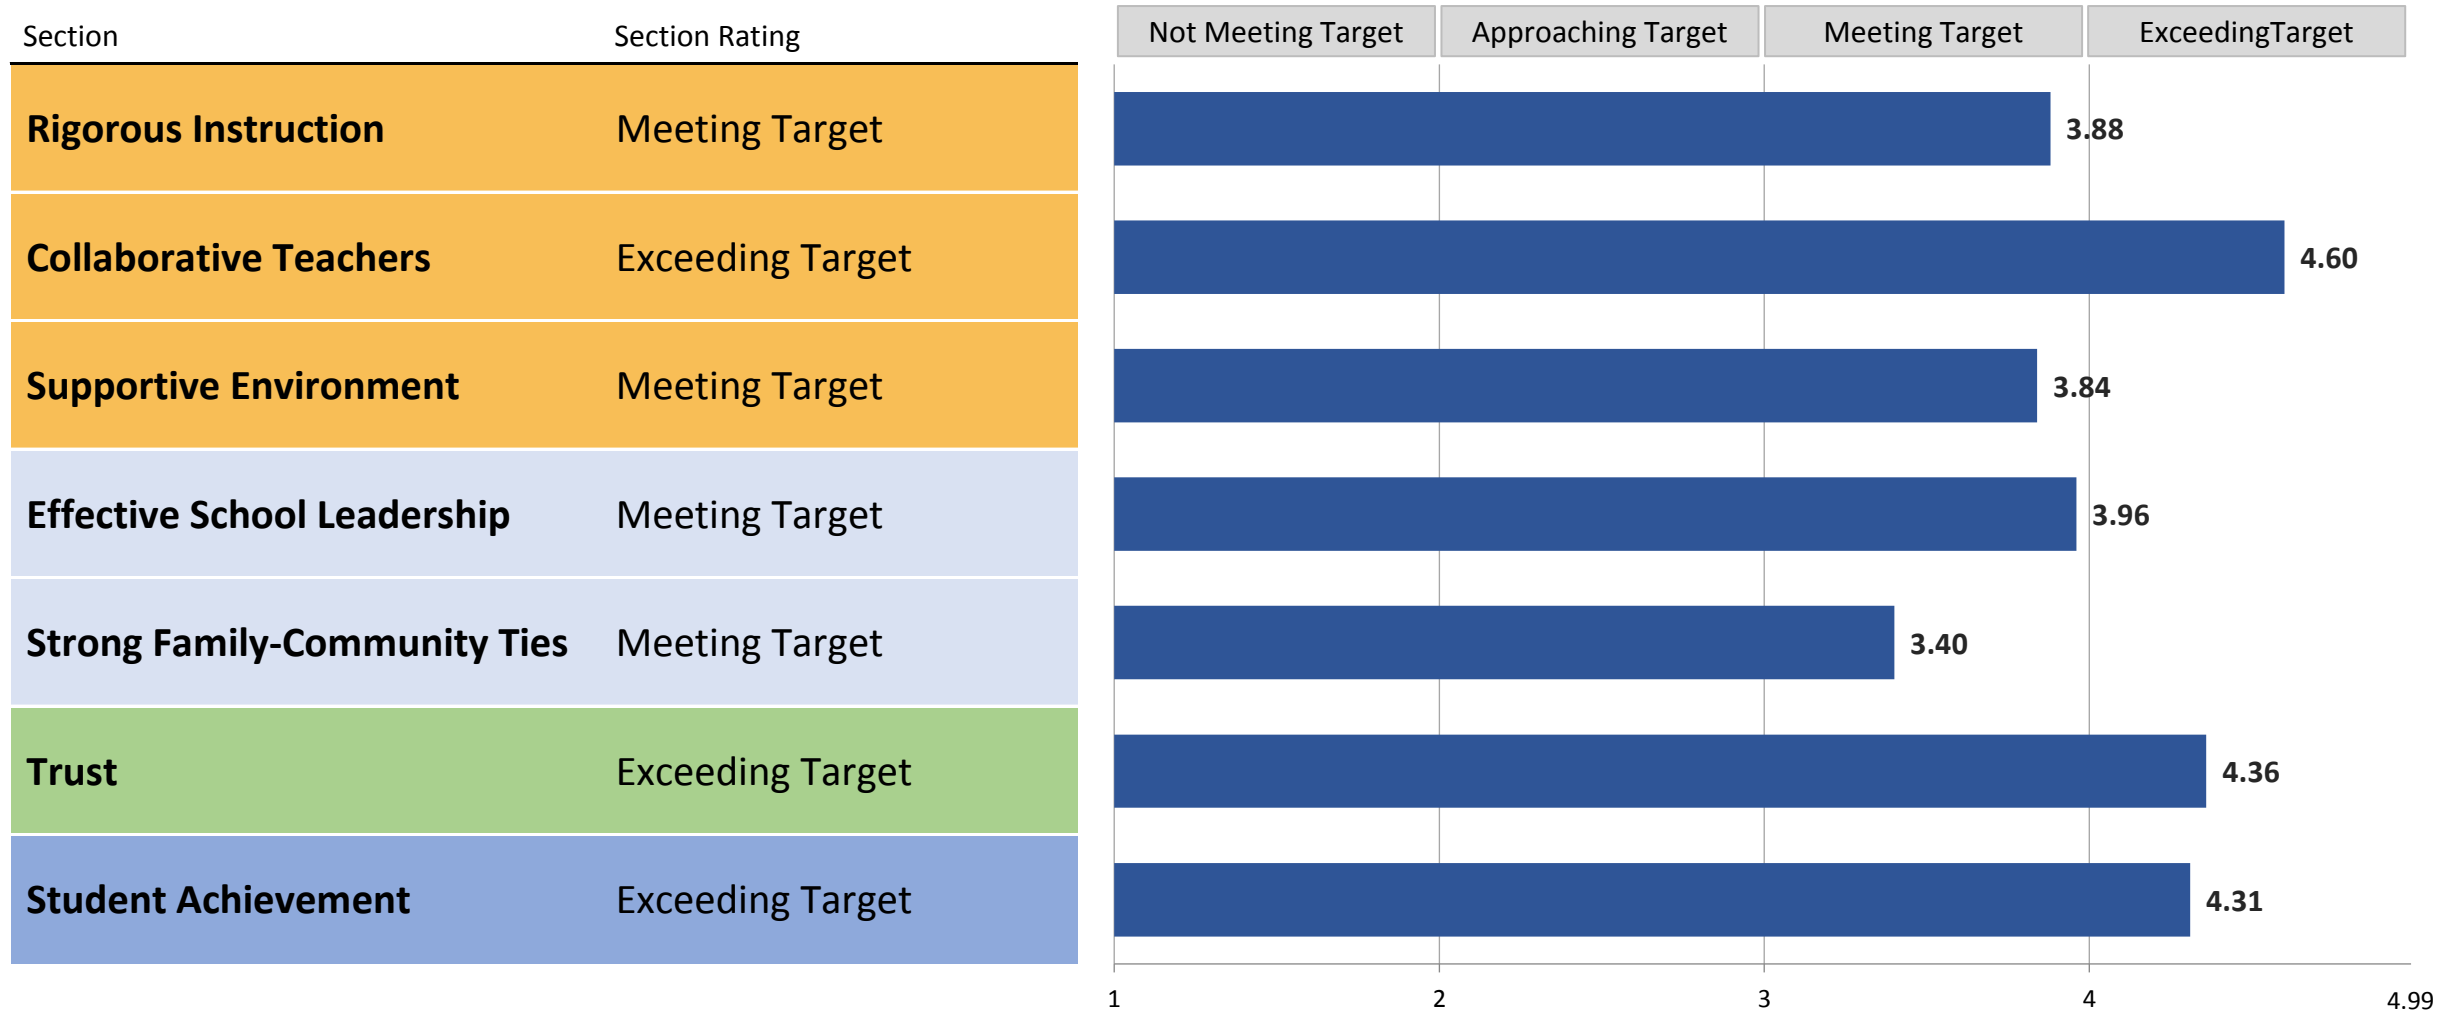 Section Section Rating Not Meeting Target Approaching Target Meeting Target ExceedingTarget
Rigorous Instruction Meeting Target 3.88
Collaborative Teachers Exceeding Target 4.60
Supportive Environment Meeting Target 3.84
Effective School Leadership Meeting Target 3.96
Strong Family-Community Ties Meeting Target 3.40
Trust Exceeding Target 4.36
Student Achievement Exceeding Target 4.31
1 2 3 4 4.99